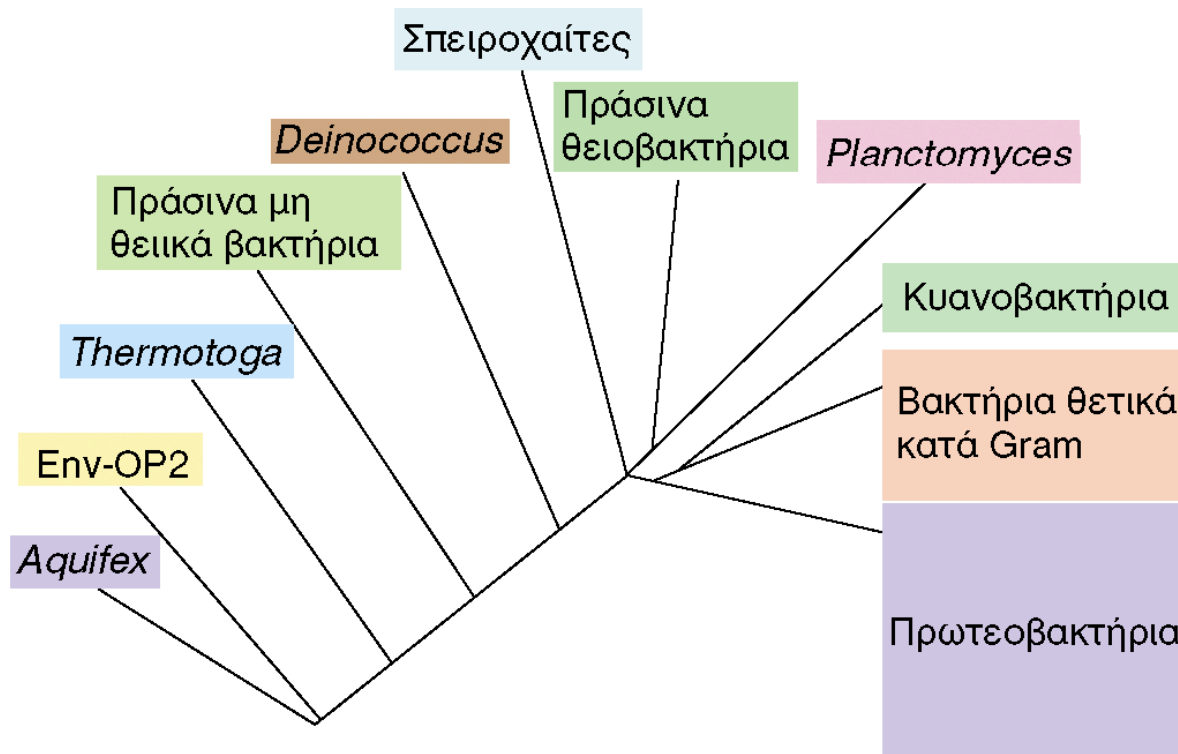 Σπειροχαίτες
Πράσινα
θειοβακτήρια
Deinococcus
Planctomyces
Πράσινα μη
θειικά βακτήρια
Κυανοβακτήρια
Thermotoga
Βακτήρια θετικά
κατά Gram
Env-OP2
Aquifex
Πρωτεοβακτήρια